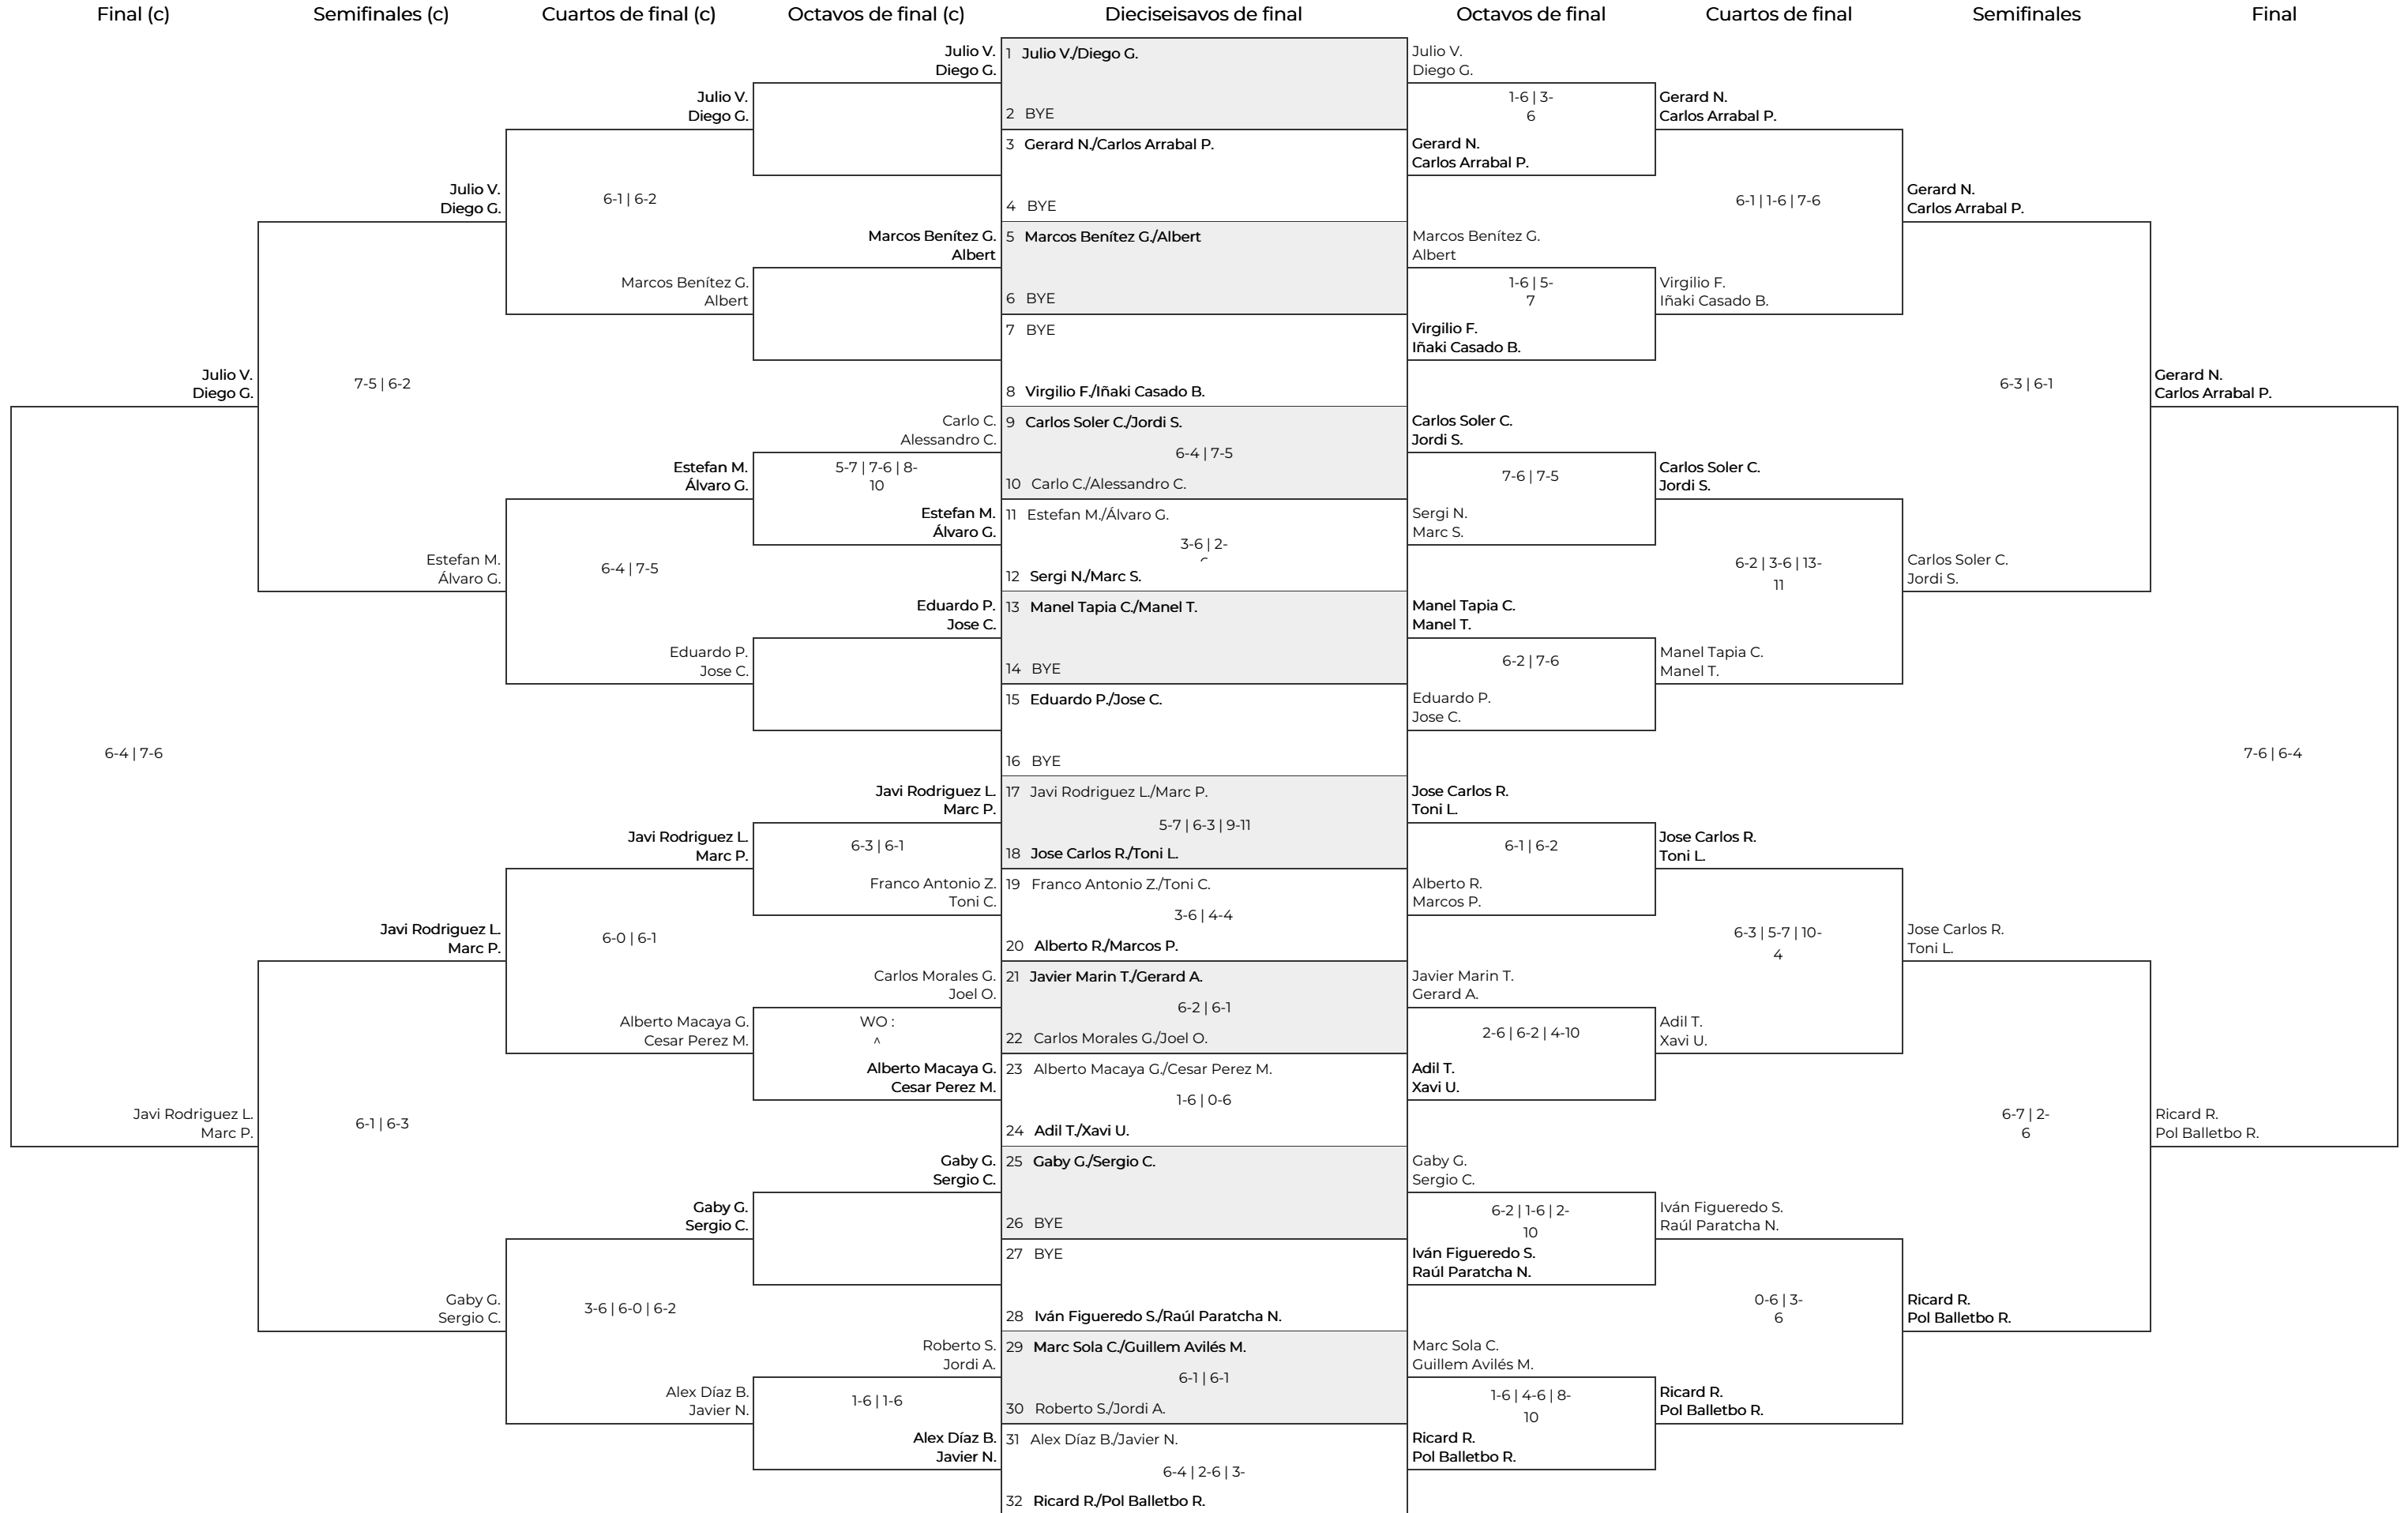 Final (c)
Semifinales (c)
Cuartos de final (c)
Octavos de final (c)
Dieciseisavos de final
Octavos de final
Cuartos de final
Semifinales
Final
Julio V.
Diego G.
6-4 | 7-6
Javi Rodriguez L.
Marc P.
Julio V.
Diego G.
7-5 | 6-2
Estefan M.
Álvaro G.
Javi Rodriguez L.
Marc P.
6-1 | 6-3
Gaby G.
Sergio C.
Julio V.
Diego G.
6-1 | 6-2
Marcos Benítez G.
Albert
Estefan M.
Álvaro G.
6-4 | 7-5
Eduardo P.
Jose C.
Javi Rodriguez L.
Marc P.
6-0 | 6-1
Alberto Macaya G.
Cesar Perez M.
Gaby G.
Sergio C.
3-6 | 6-0 | 6-2
Alex Díaz B.
Javier N.
Julio V.
Diego G.
Marcos Benítez G.
Albert
Carlo C.
Alessandro C.
5-7 | 7-6 | 8-
10
Estefan M.
Álvaro G.
Eduardo P.
Jose C.
Javi Rodriguez L.
Marc P.
6-3 | 6-1
Franco Antonio Z.
Toni C.
Carlos Morales G.
Joel O.
WO :
^
Alberto Macaya G.
Cesar Perez M.
Gaby G.
Sergio C.
Roberto S.
Jordi A.
1-6 | 1-6
Alex Díaz B.
Javier N.
1 Julio V./Diego G.
2 BYE
3 Gerard N./Carlos Arrabal P.
4 BYE
5 Marcos Benítez G./Albert
6 BYE
7 BYE
8 Virgilio F./Iñaki Casado B.
9 Carlos Soler C./Jordi S.
6-4 | 7-5
10 Carlo C./Alessandro C.
11 Estefan M./Álvaro G.
3-6 | 2-
12 Sergi N./Marc S.
13 Manel Tapia C./Manel T.
14 BYE
15 Eduardo P./Jose C.
16 BYE
17 Javi Rodriguez L./Marc P.
5-7 | 6-3 | 9-11
18 Jose Carlos R./Toni L.
19 Franco Antonio Z./Toni C.
3-6 | 4-4
20 Alberto R./Marcos P.
21 Javier Marin T./Gerard A.
6-2 | 6-1
22 Carlos Morales G./Joel O.
23 Alberto Macaya G./Cesar Perez M.
1-6 | 0-6
24 Adil T./Xavi U.
25 Gaby G./Sergio C.
26 BYE
27 BYE
28 Iván Figueredo S./Raúl Paratcha N.
29 Marc Sola C./Guillem Avilés M.
6-1 | 6-1
30 Roberto S./Jordi A.
31 Alex Díaz B./Javier N.
6-4 | 2-6 | 3-
32 Ricard R./Pol Balletbo R.
Julio V.
Diego G.
1-6 | 3-
6
Gerard N.
Carlos Arrabal P.
Marcos Benítez G.
Albert
1-6 | 5-
7
Virgilio F.
Iñaki Casado B.
Carlos Soler C.
Jordi S.
7-6 | 7-5
Sergi N.
Marc S.
Manel Tapia C.
Manel T.
6-2 | 7-6
Eduardo P.
Jose C.
Jose Carlos R.
Toni L.
6-1 | 6-2
Alberto R.
Marcos P.
Javier Marin T.
Gerard A.
2-6 | 6-2 | 4-10
Adil T.
Xavi U.
Gaby G.
Sergio C.
6-2 | 1-6 | 2-
10
Iván Figueredo S.
Raúl Paratcha N.
Marc Sola C.
Guillem Avilés M.
1-6 | 4-6 | 8-
10
Ricard R.
Pol Balletbo R.
Gerard N.
Carlos Arrabal P.
6-1 | 1-6 | 7-6
Virgilio F.
Iñaki Casado B.
Carlos Soler C.
Jordi S.
6-2 | 3-6 | 13-
11
Manel Tapia C.
Manel T.
Jose Carlos R.
Toni L.
6-3 | 5-7 | 10-
4
Adil T.
Xavi U.
Iván Figueredo S.
Raúl Paratcha N.
0-6 | 3-
6
Ricard R.
Pol Balletbo R.
Gerard N.
Carlos Arrabal P.
6-3 | 6-1
Carlos Soler C.
Jordi S.
Jose Carlos R.
Toni L.
6-7 | 2-
6
Ricard R.
Pol Balletbo R.
Gerard N.
Carlos Arrabal P.
7-6 | 6-4
Ricard R.
Pol Balletbo R.